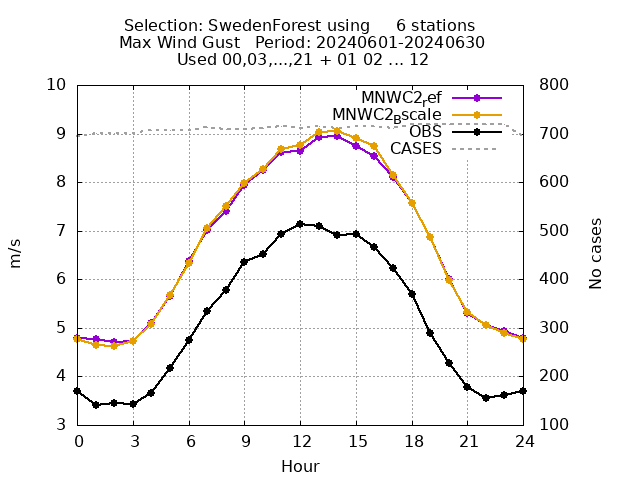 Selection: SwedenForest using     6 stations
Max Wind Gust   Period: 20240601-20240630
Used 00,03,...,21 + 01 02 ... 12
10 800
MNWC2_ref
MNWC2_Bscale
9 OBS 700
CASES
8 600
7 500
m/s No cases
6 400
5 300
4 200
3 100
0 3 6 9 12 15 18 21 24
Hour